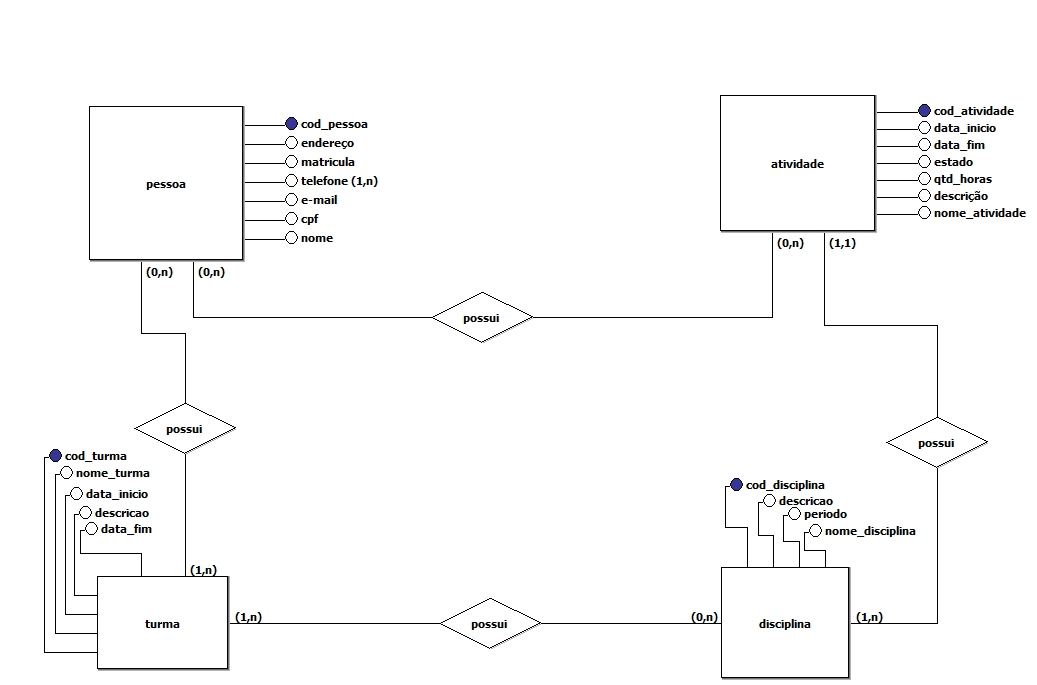 pessoa
cod_pessoa
endereço
matricula
telefone (1,n)
e-mail
cpf
nome
(0,n)
(0,n)
atividade
cod_atividade
data_inicio
data_fim
estado
qtd_horas
descrição
nome_atividade
(0,n)
(1,1)
possui
possui
possui
cod_turma
nome_turma
data_inicio
descricao
data_fim
(1,n)
turma
(1,n)
possui
(0,n)
cod_disciplina
descricao
periodo
nome_disciplina
disciplina
(1,n)